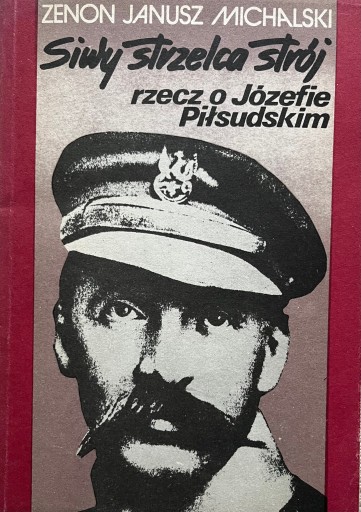 ZENON JANUSZ MICHALSKI
Siwy strzelca strój
rzecz o Józefie
Piłsudskim